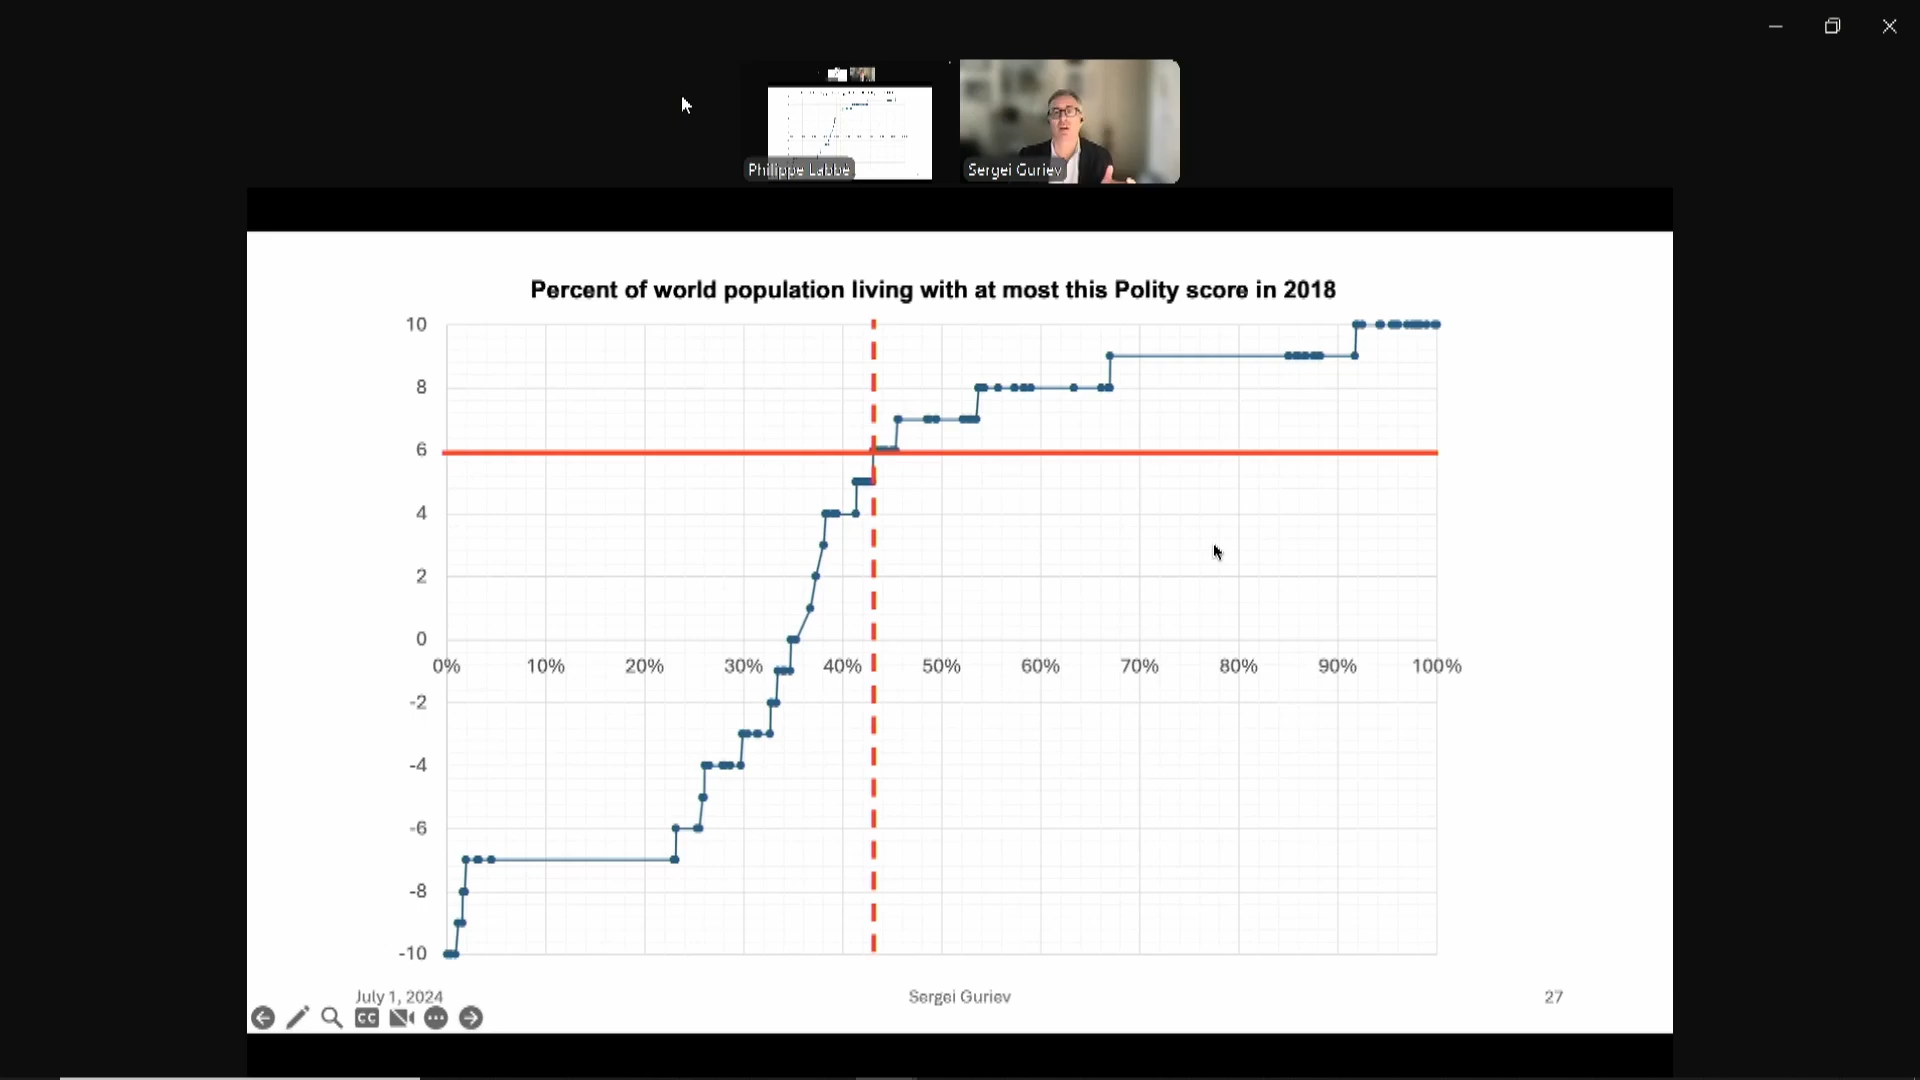 Philippe Labbé
Sergei Guriev
Percent of world population living with at most this Polity score in 2018
10
8
6
4
2
0
0% 10% 20% 30% 40% 50% 60% 70% 80% 90% 100%
-2
-4
-6
-8
-10
July 1, 2024
Sergei Guriev
27
CC